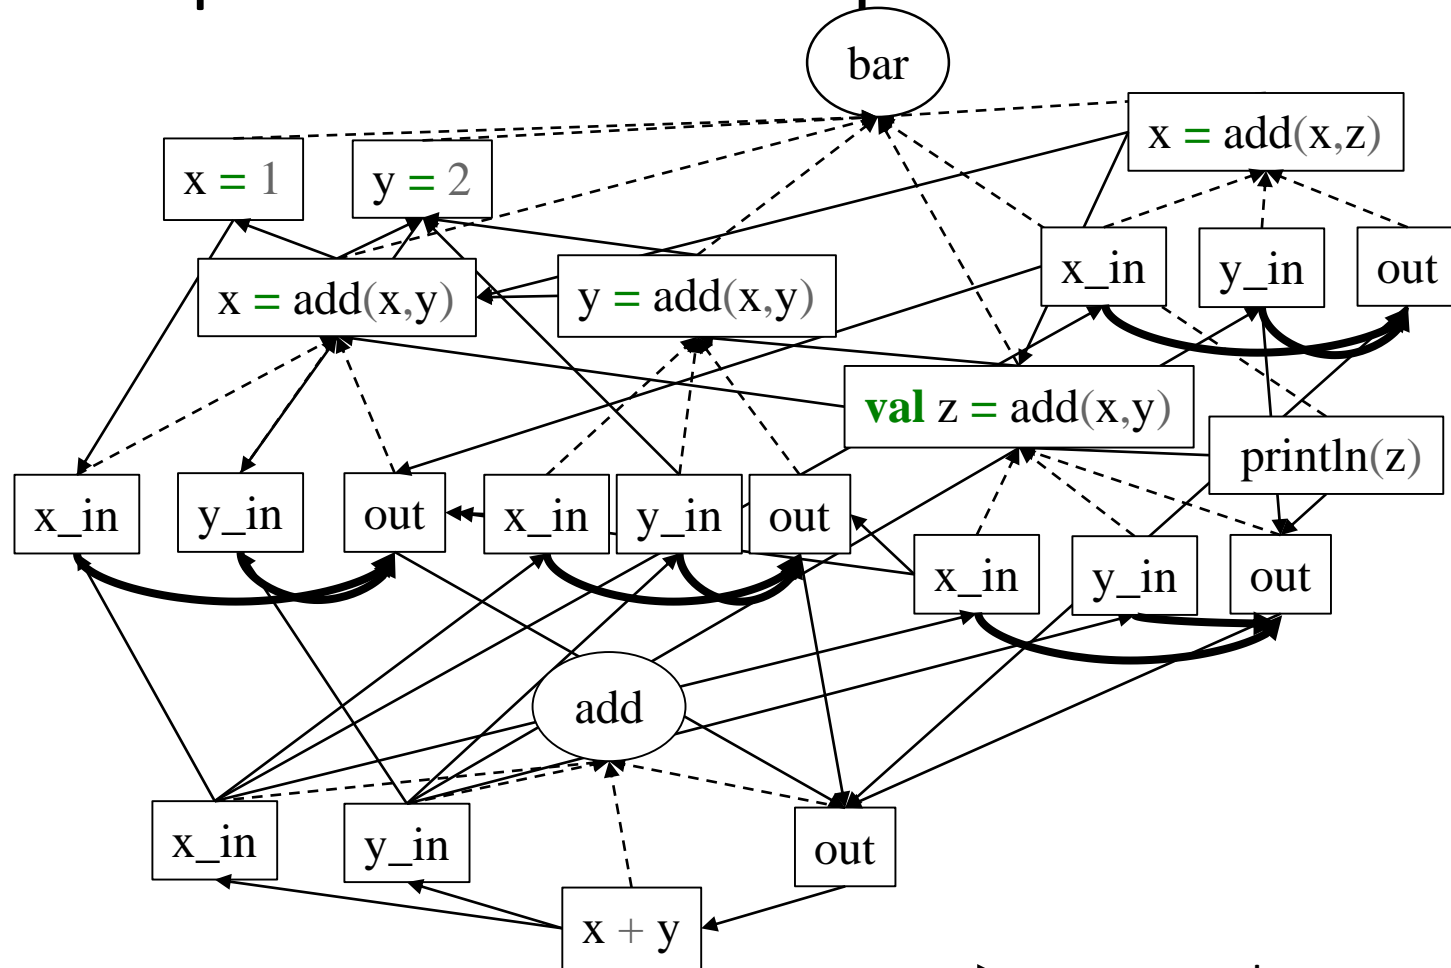 bar
x = add(x,z)
x = 1
y = 2
x_in
y_in
out
x = add(x,y)
y = add(x,y)
val z = add(x,y)
println(z)
x_in
y_in
out
x_in
y_in
out
x_in
y_in
out
add
x_in
y_in
out
x + y